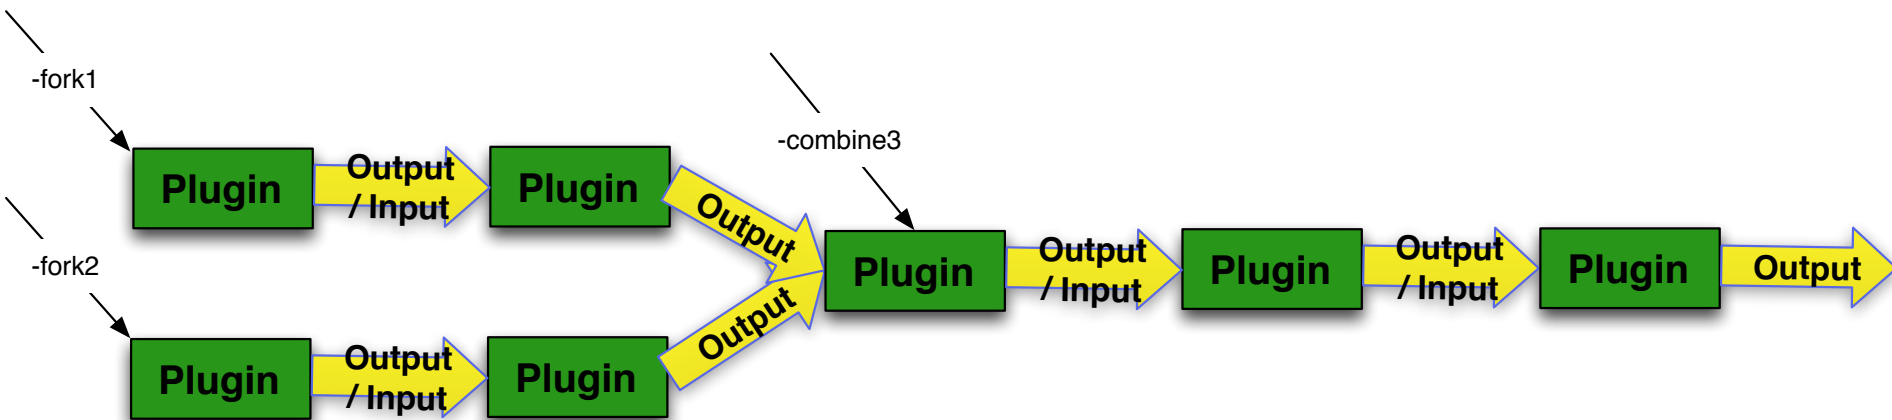 -fork1
Plugin
Output
/ Input
Plugin
Output
-fork2
Plugin
Output
/ Input
Plugin
Output
-combine3
Plugin
Output
/ Input
Plugin
Output
/ Input
Plugin
Output